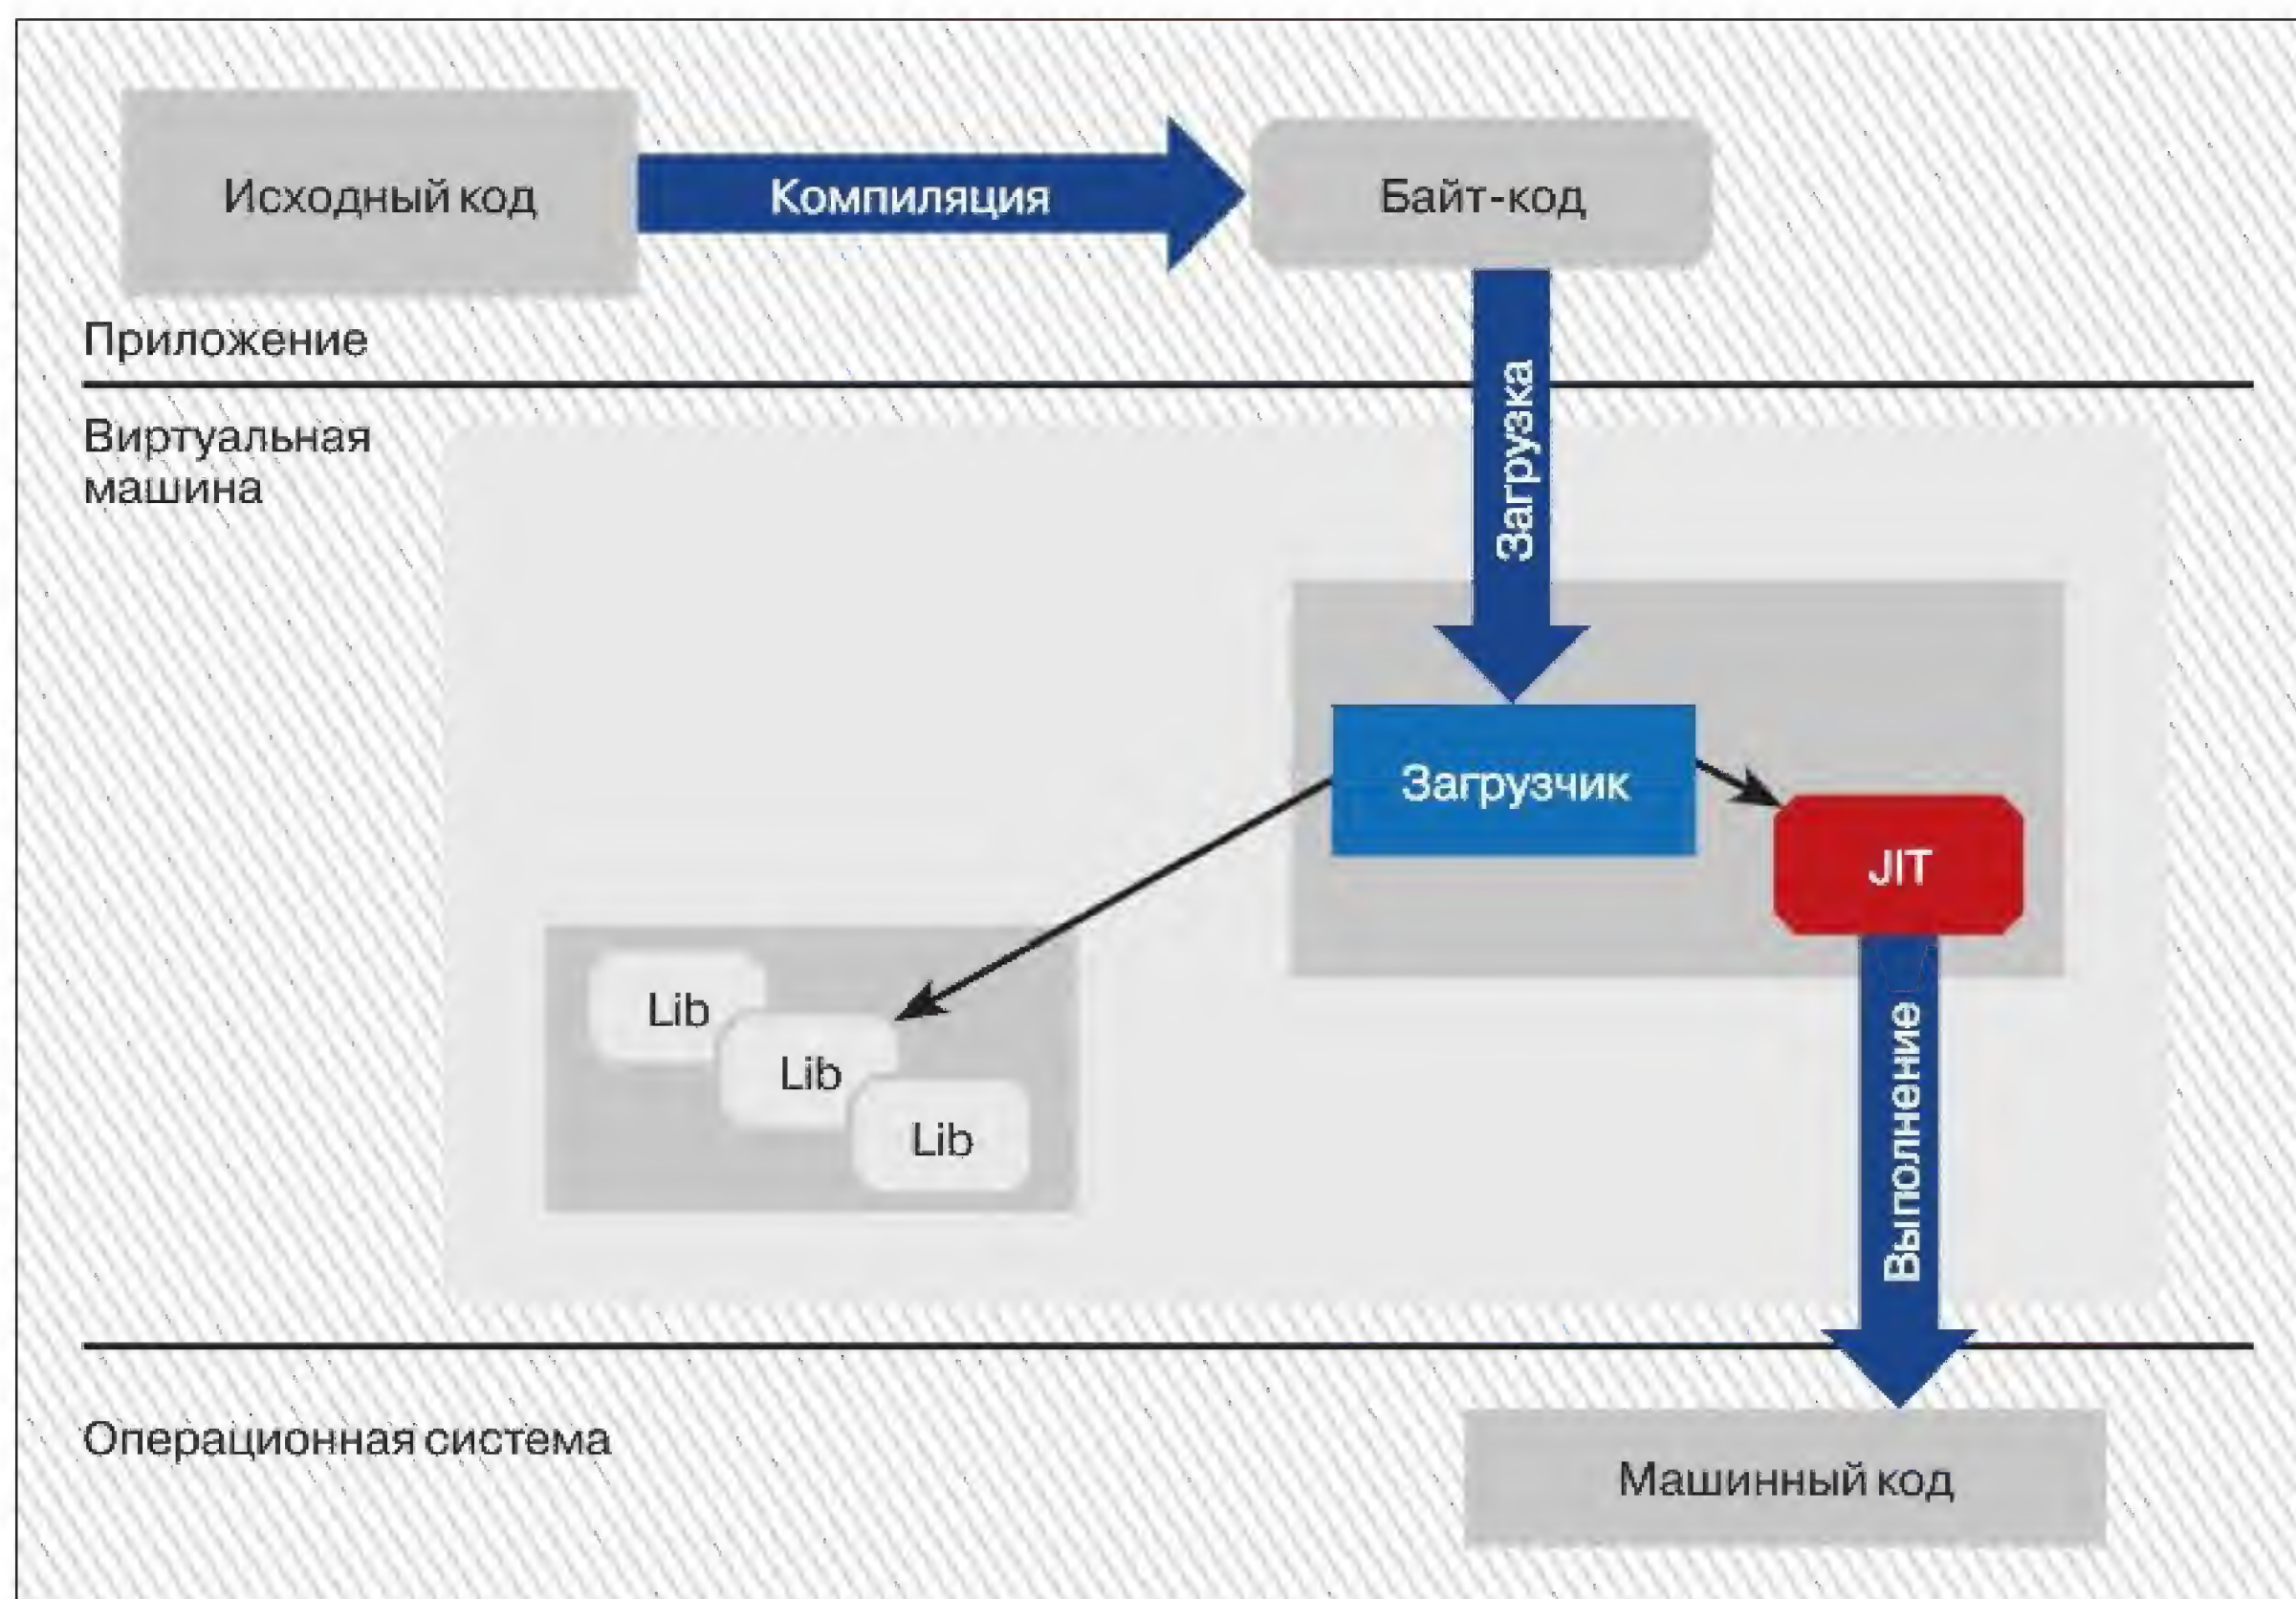 Исходный код
Компиляция
Байт-код
Приложение
Виртуальная
машина
Загрузка
Загрузчик
JIT
Lib
Lib
Lib
Выполнение
Операционная система
Машинный код